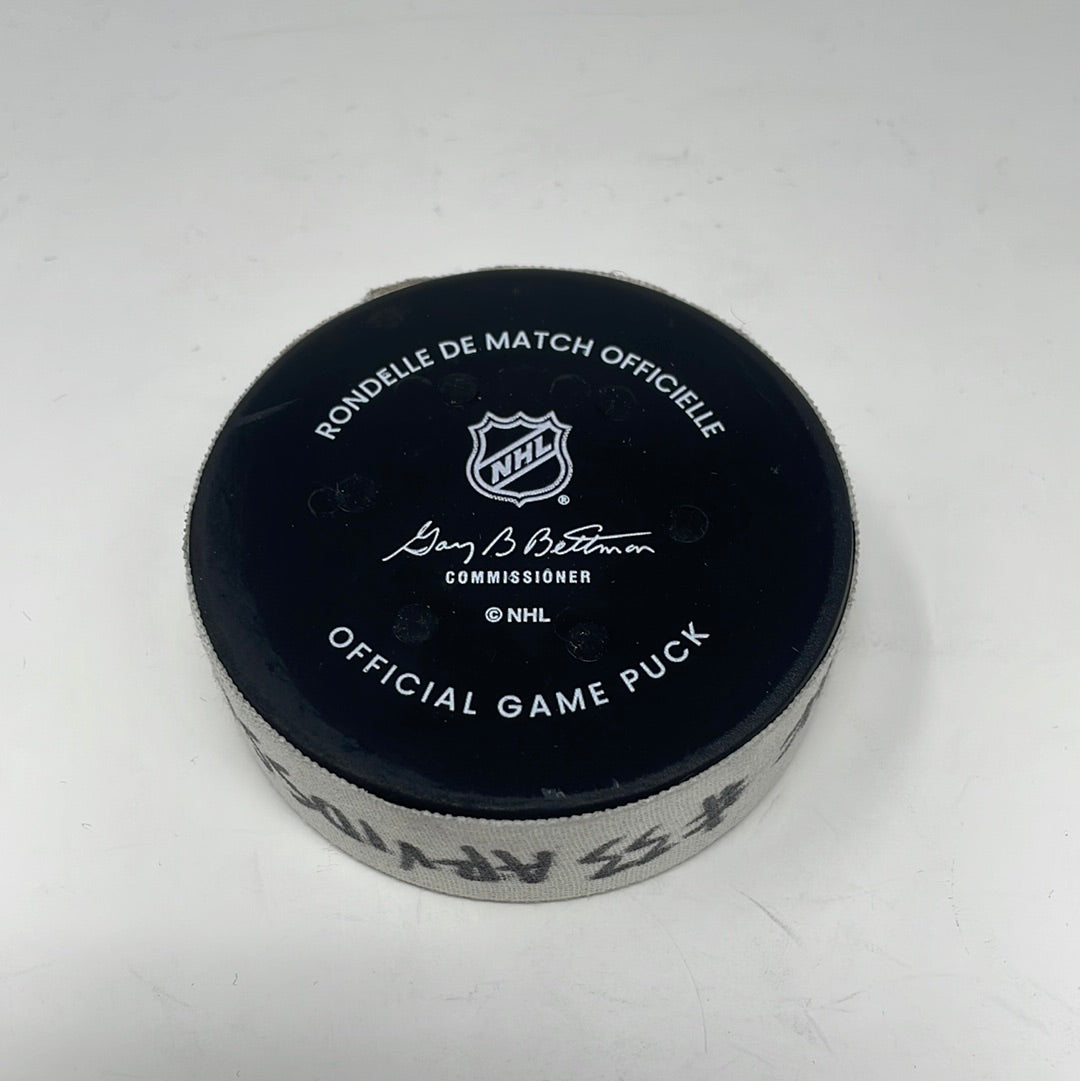 RONDELLE DE MATCH OFFICIELLE
NHL
®
Gary B Bettman
COMMISSIONER
© NHL
OFFICIAL GAME PUCK
#33 ARVID